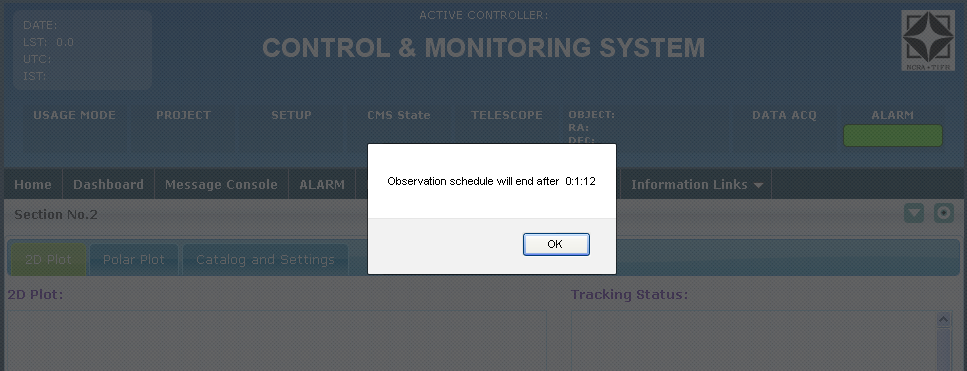 ACTIVE CONTROLLER:
DATE:
LST: 0.0
UTC:
IST:
CONTROL & MONITORING SYSTEM
NCRA • TIFR
USAGE MODE PROJECT SETUP CMS State TELESCOPE OBJECT: DATA ACQ ALARM
RA:
DEC:
Observation schedule will end after 0:1:12
OK
Home Dashboard Message Console ALARM Information Links
Section No.2
2D Plot Polar Plot Catalog and Settings
2D Plot: Tracking Status: